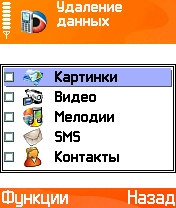 Удаление
данных
Картинки
Видео
Мелодии
SMS
Контакты
Функции Назад